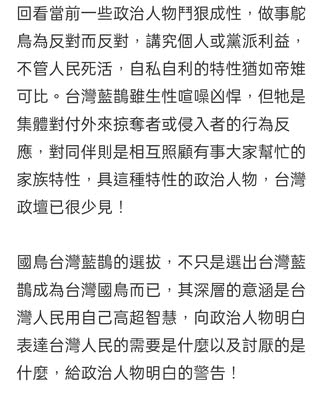 回看當前一些政治人物鬥狠成性，做事鴕
鳥為反對而反對，講究個人或黨派利益，
不管人民死活，自私自利的特性猶如帝雉
可比。台灣藍鵲雖生性喧噪凶悍，但牠是
集體對付外來掠奪者或侵入者的行為反
應，對同伴則是相互照顧有事大家幫忙的
家族特性，具這種特性的政治人物，台灣
政壇已很少見！
國鳥台灣藍鵲的選拔，不只是選出台灣藍
鵲成為台灣國鳥而已，其深層的意涵是台
灣人民用自己高超智慧，向政治人物明白
表達台灣人民的需要是什麼以及討厭的是
什麼，給政治人物明白的警告！